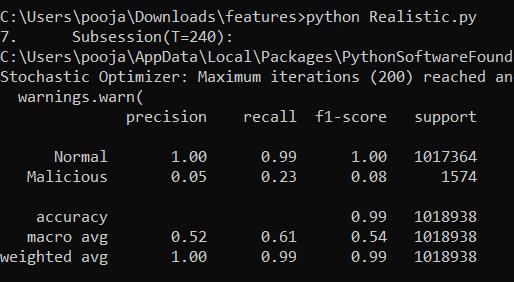 C:\Users\pooja\Downloads\features>python Realistic.py
7. Subsession(T=240):
C:\Users\pooja\AppData\Local\Packages\PythonSoftwareFound
Stochastic Optimizer: Maximum iterations (200) reached an
warnings.warn(
precision recall f1-score support
Normal 1.00 0.99 1.00 1017364
Malicious 0.05 0.23 0.08 1574
accuracy 0.99 1018938
macro avg 0.52 0.61 0.54 1018938
weighted avg 1.00 0.99 0.99 1018938